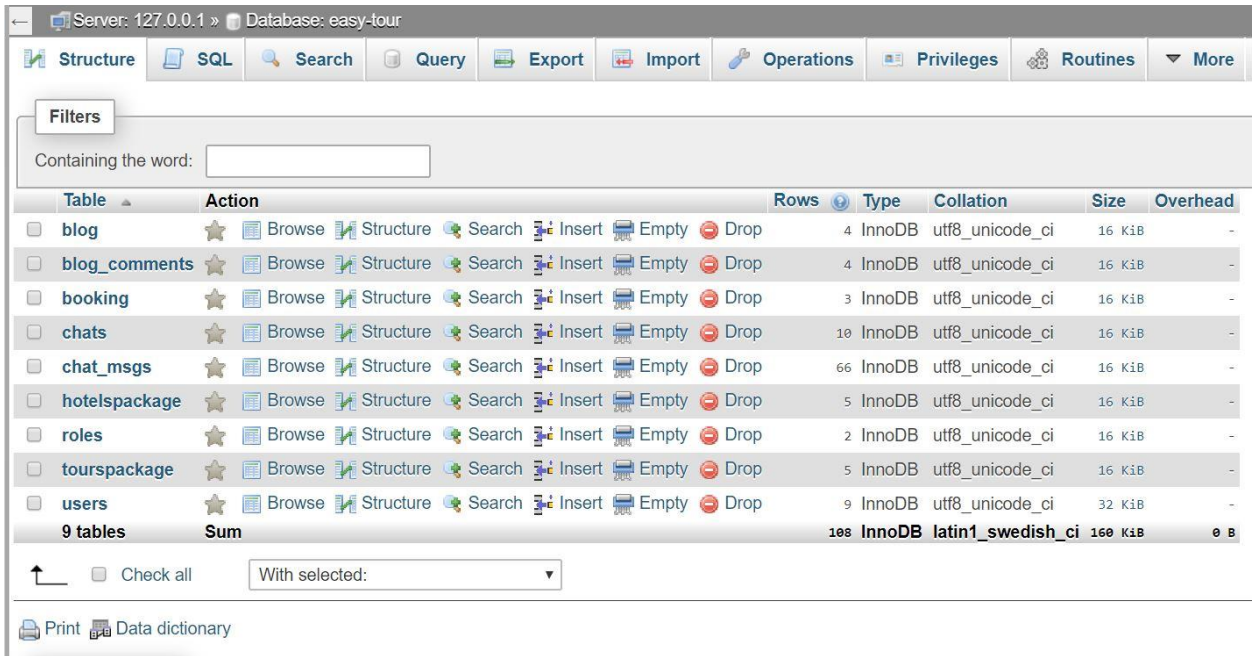 ← Server: 127.0.0.1 » Database: easy-tour
Structure SQL Search Query Export Import Operations Privileges Routines ▼ More
Filters
Containing the word:
Table Action Rows Type Collation Size Overhead
blog Browse Structure Search Insert Empty Drop 4 InnoDB utf8_unicode_ci 16 KiB -
blog_comments Browse Structure Search Insert Empty Drop 4 InnoDB utf8_unicode_ci 16 KiB -
booking Browse Structure Search Insert Empty Drop 3 InnoDB utf8_unicode_ci 16 KiB -
chats Browse Structure Search Insert Empty Drop 10 InnoDB utf8_unicode_ci 16 KiB -
chat_msgs Browse Structure Search Insert Empty Drop 66 InnoDB utf8_unicode_ci 16 KiB -
hotelspackage Browse Structure Search Insert Empty Drop 5 InnoDB utf8_unicode_ci 16 KiB -
roles Browse Structure Search Insert Empty Drop 2 InnoDB utf8_unicode_ci 16 KiB -
tourspackage Browse Structure Search Insert Empty Drop 5 InnoDB utf8_unicode_ci 16 KiB -
users Browse Structure Search Insert Empty Drop 9 InnoDB utf8_unicode_ci 32 KiB -
9 tables Sum 108 InnoDB latin1_swedish_ci 160 KiB 0 B
Check all With selected:
Print Data dictionary